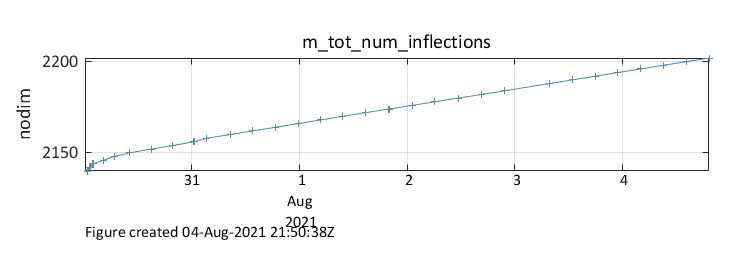 m_tot_num_inflections
nodim
2200
2150
31 1 2 3 4
Aug
2021
Figure created 04-Aug-2021 21:50:38Z